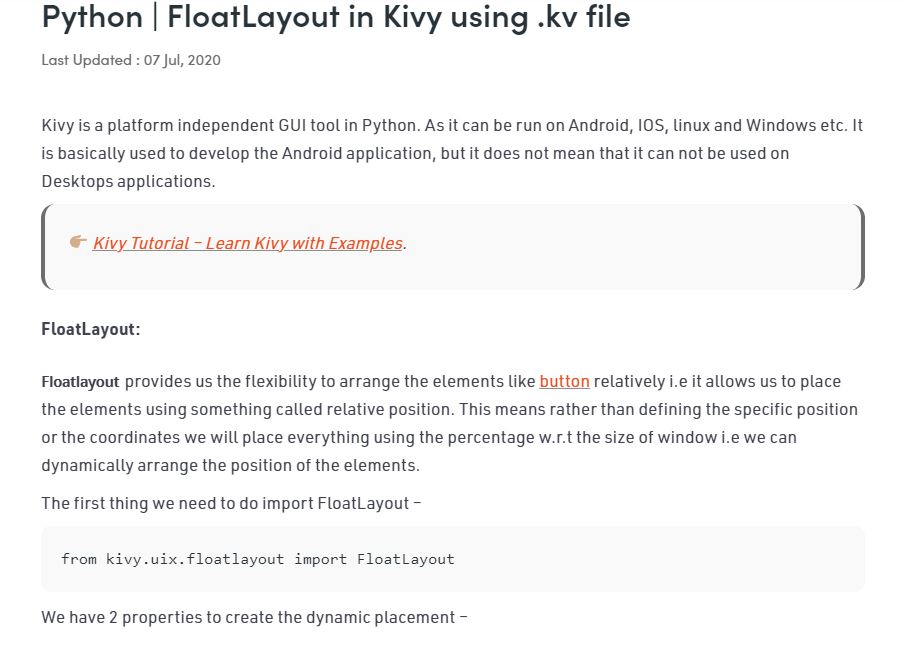 Python | FloatLayout in Kivy using .kv file
Last Updated : 07 Jul, 2020
Kivy is a platform independent GUI tool in Python. As it can be run on Android, IOS, linux and Windows etc. It
is basically used to develop the Android application, but it does not mean that it can not be used on
Desktops applications.
Kivy Tutorial – Learn Kivy with Examples.
FloatLayout:
Floatlayout provides us the flexibility to arrange the elements like button relatively i.e it allows us to place
the elements using something called relative position. This means rather than defining the specific position
or the coordinates we will place everything using the percentage w.r.t the size of window i.e we can
dynamically arrange the position of the elements.
The first thing we need to do import FloatLayout –
from kivy.uix.floatlayout import FloatLayout
We have 2 properties to create the dynamic placement –